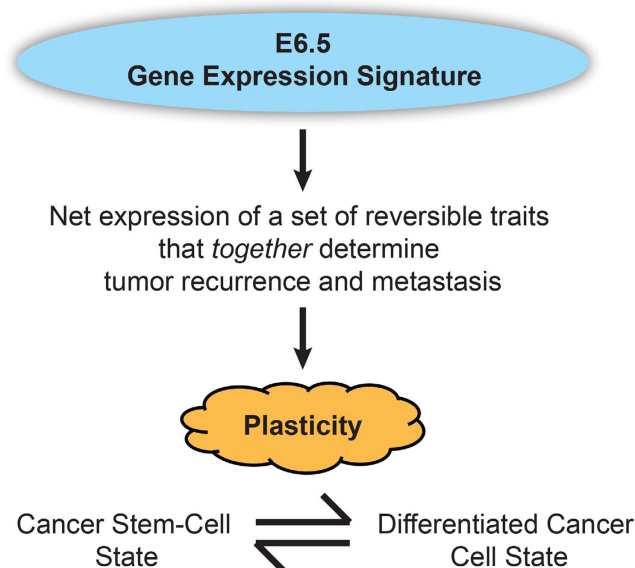 E6.5
Gene Expression Signature
Net expression of a set of reversible traits
that together determine
tumor recurrence and metastasis
Plasticity
Cancer Stem-Cell
State
Differentiated Cancer
Cell State